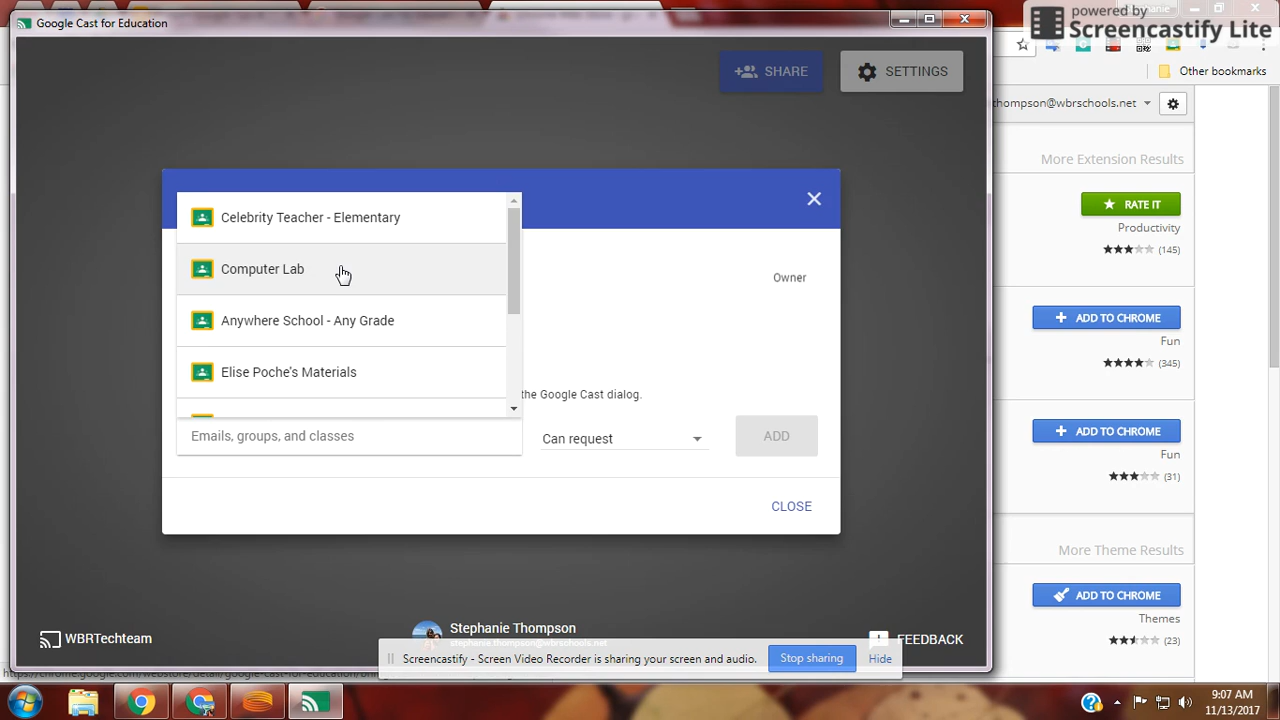 Google Cast for Education
powered by
Screencastify Lite
Stephanie
SHARE
SETTINGS
Other bookmarks
thompson@wbrschools.net
More Extension Results
RATE IT
Productivity
(145)
Celebrity Teacher - Elementary
Computer Lab
Anywhere School - Any Grade
Elise Poche's Materials
Owner
the Google Cast dialog.
Emails, groups, and classes
Can request
ADD
CLOSE
ADD TO CHROME
Fun
(345)
ADD TO CHROME
Fun
(31)
More Theme Results
ADD TO CHROME
Themes
(23)
WBRTechteam
Stephanie Thompson
FEEDBACK
Screencastify - Screen Video Recorder is sharing your screen and audio.
Stop sharing
Hide
9:07 AM
11/13/2017